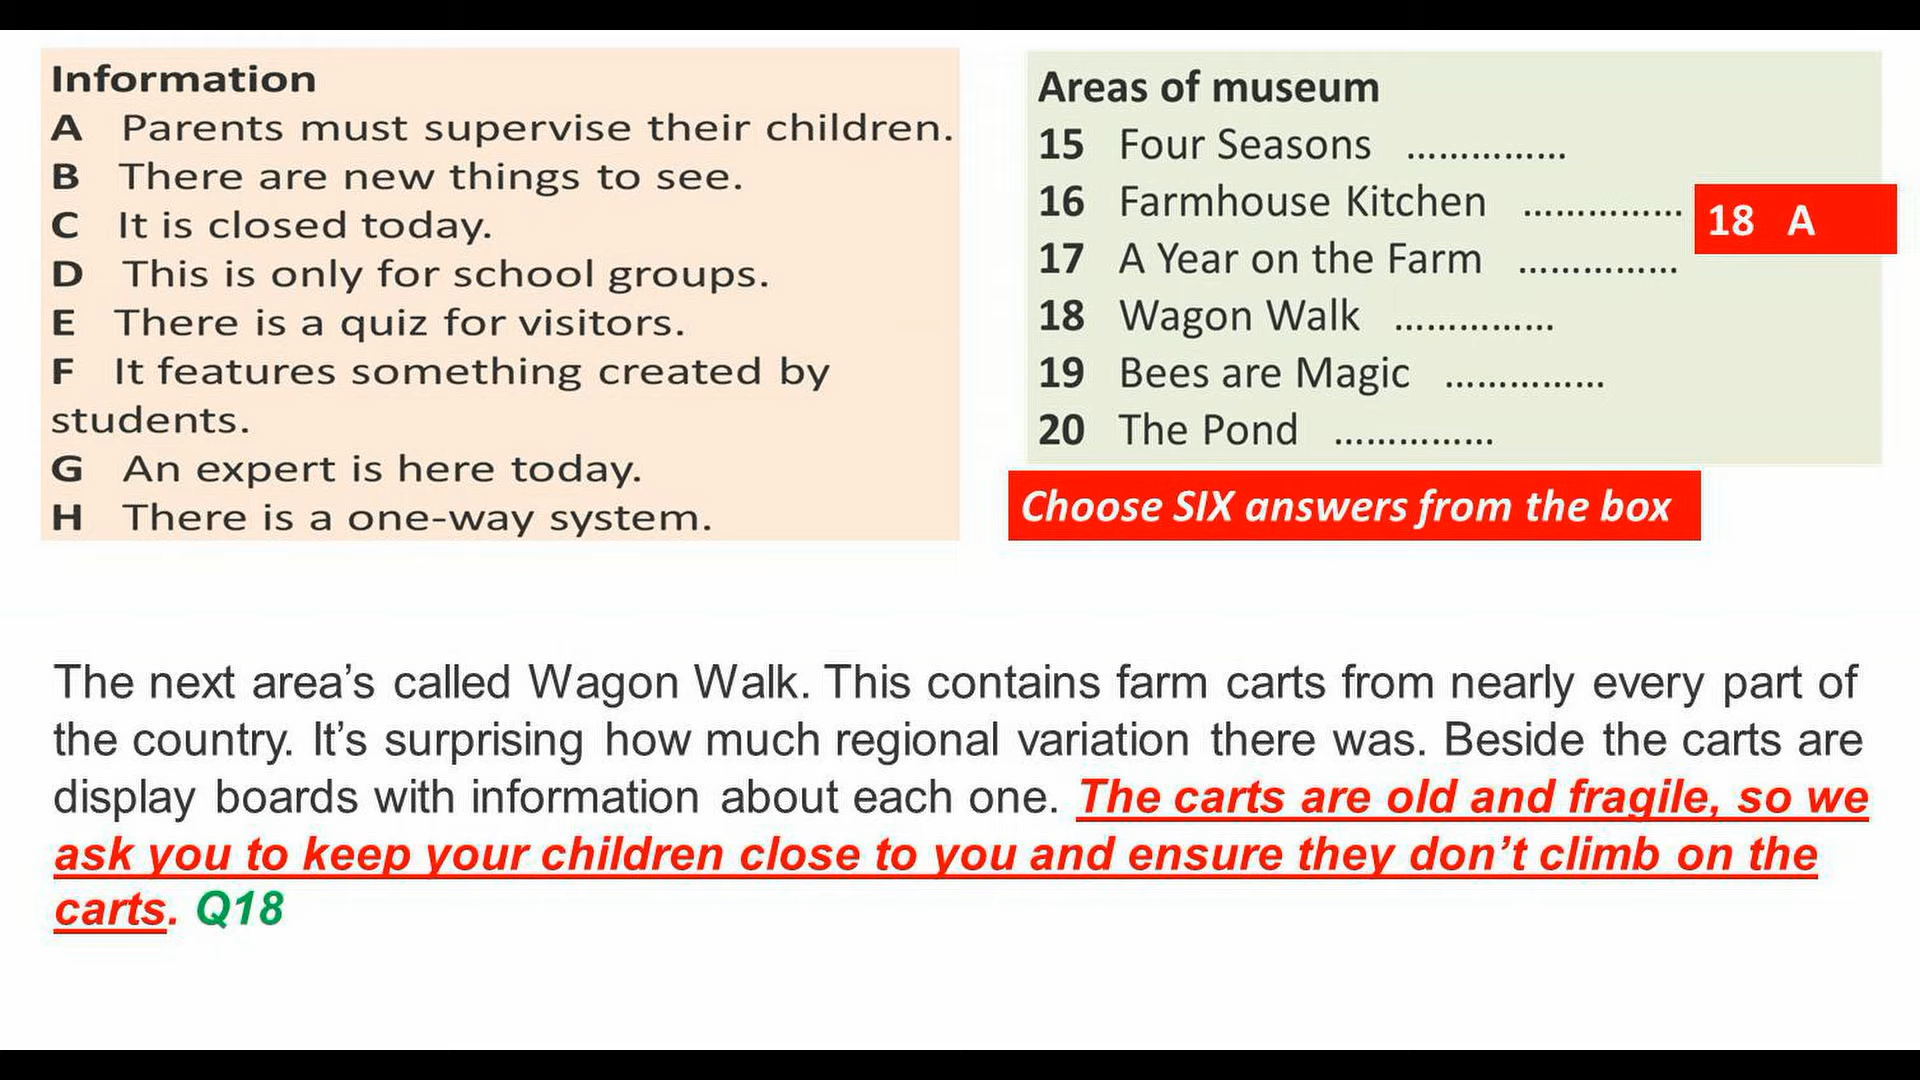 Information
A Parents must supervise their children.
B There are new things to see.
C It is closed today.
D This is only for school groups.
E There is a quiz for visitors.
F It features something created by
students.
G An expert is here today.
H There is a one-way system.
Areas of museum
15 Four Seasons ...............
16 Farmhouse Kitchen ...............
17 A Year on the Farm ...............
18 Wagon Walk ...............
19 Bees are Magic ...............
20 The Pond ...............
18 A
Choose SIX answers from the box
The next area’s called Wagon Walk. This contains farm carts from nearly every part of
the country. It’s surprising how much regional variation there was. Beside the carts are
display boards with information about each one. The carts are old and fragile, so we
ask you to keep your children close to you and ensure they don’t climb on the
carts. Q18